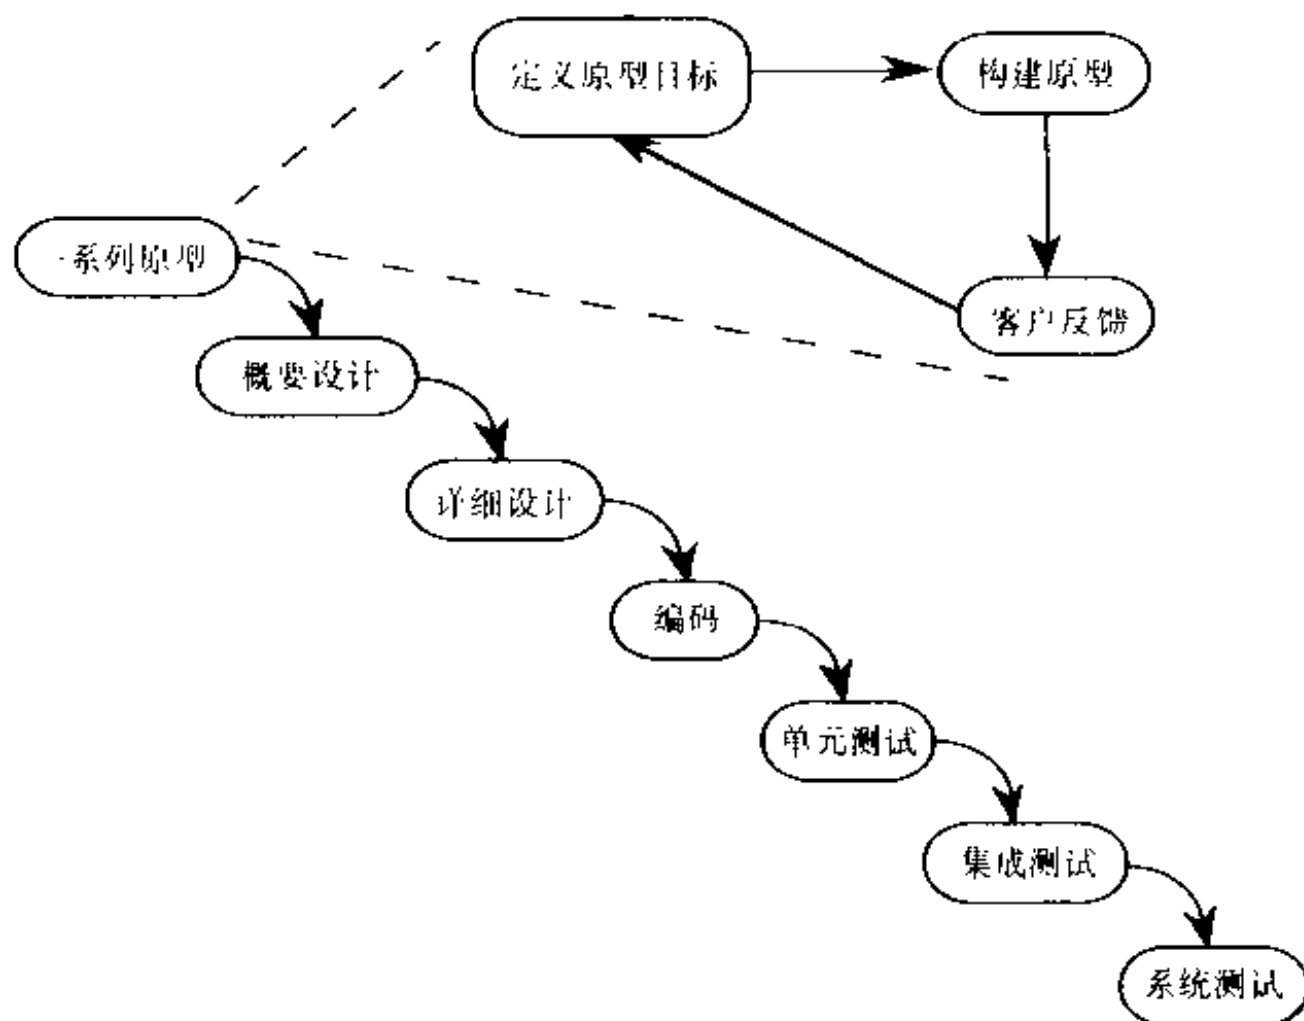 定义原型目标
构建原型
一系列原型
客户反馈
概要设计
详细设计
编码
单元测试
集成测试
系统测试